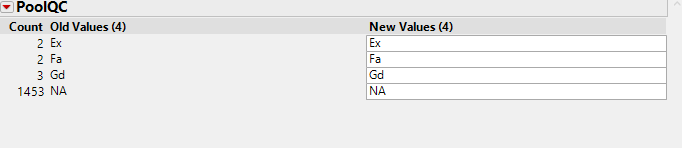 PoolQC
Count Old Values (4) New Values (4)
2 Ex Ex
2 Fa Fa
3 Gd Gd
1453 NA NA